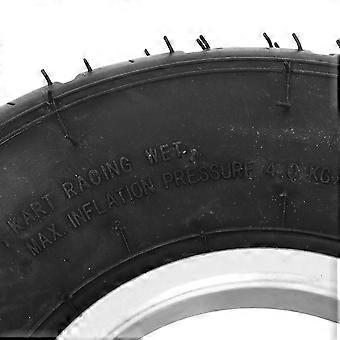 KART RACING WET.
MAX. INFLATION PRESSURE 4.0 KG